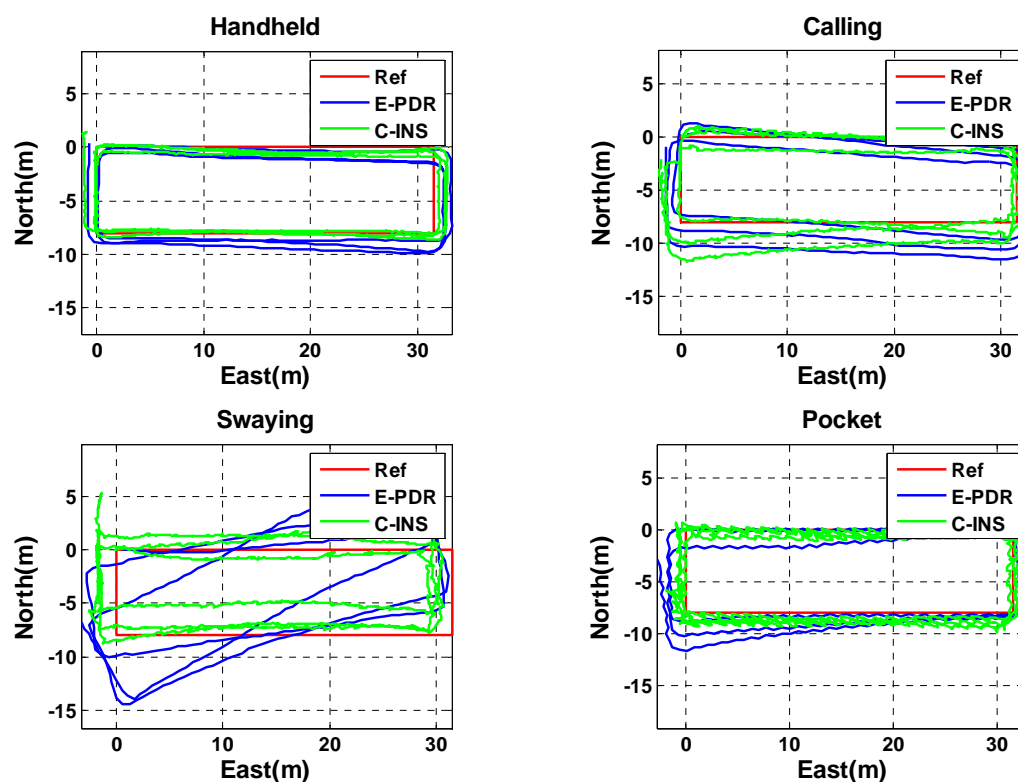 Handheld
Ref
E-PDR
C-INS
5
0
-5
-10
-15
North(m)
0 10 20 30
East(m)
Calling
Ref
E-PDR
C-INS
5
0
-5
-10
-15
North(m)
0 10 20 30
East(m)
Swaying
Ref
E-PDR
C-INS
5
0
-5
-10
-15
North(m)
0 10 20 30
East(m)
Pocket
Ref
E-PDR
C-INS
5
0
-5
-10
-15
North(m)
0 10 20 30
East(m)